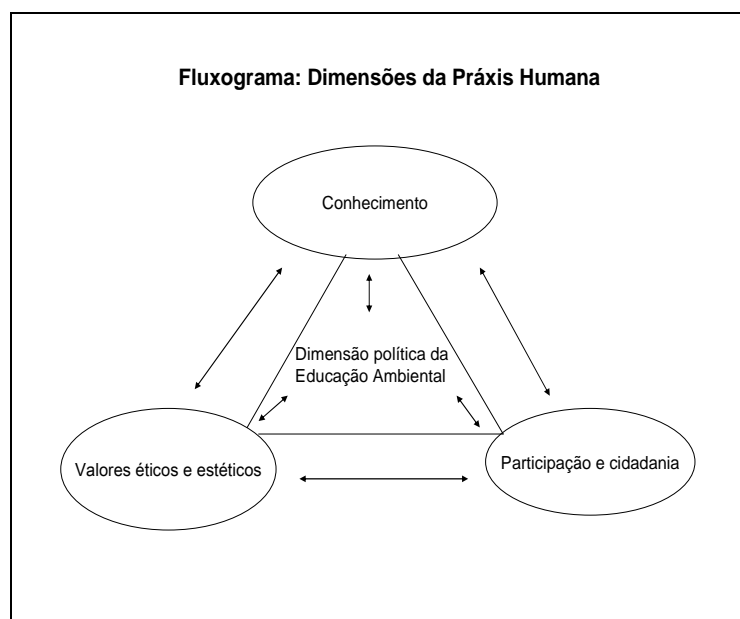 Fluxograma: Dimensões da Práxis Humana
Conhecimento
Dimensão política da
Educação Ambiental
Valores éticos e estéticos
Participação e cidadania